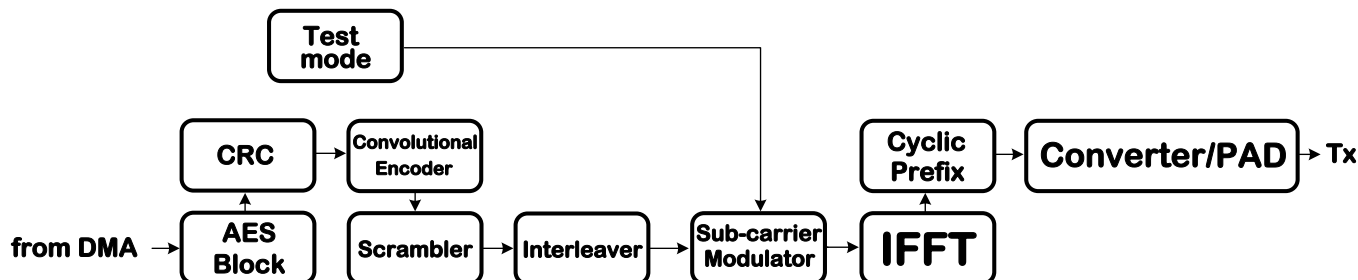 Test
mode
CRC
Convolutional
Encoder
Cyclic
Prefix
Converter/PAD
Tx
from DMA
AES
Block
Scrambler
Interleaver
Sub-carrier
Modulator
IFFT